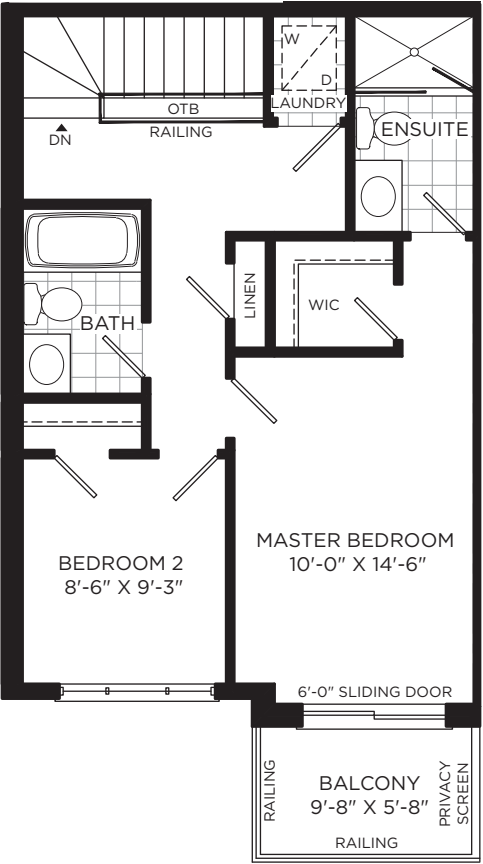 W
D
LAUNDRY
OTB
RAILING
DN
ENSUITE
LINEN
WIC
BATH
MASTER BEDROOM
10'-0" X 14'-6"
BEDROOM 2
8'-6" X 9'-3"
6'-0" SLIDING DOOR
RAILING
BALCONY
9'-8" X 5'-8"
PRIVACY
SCREEN
RAILING